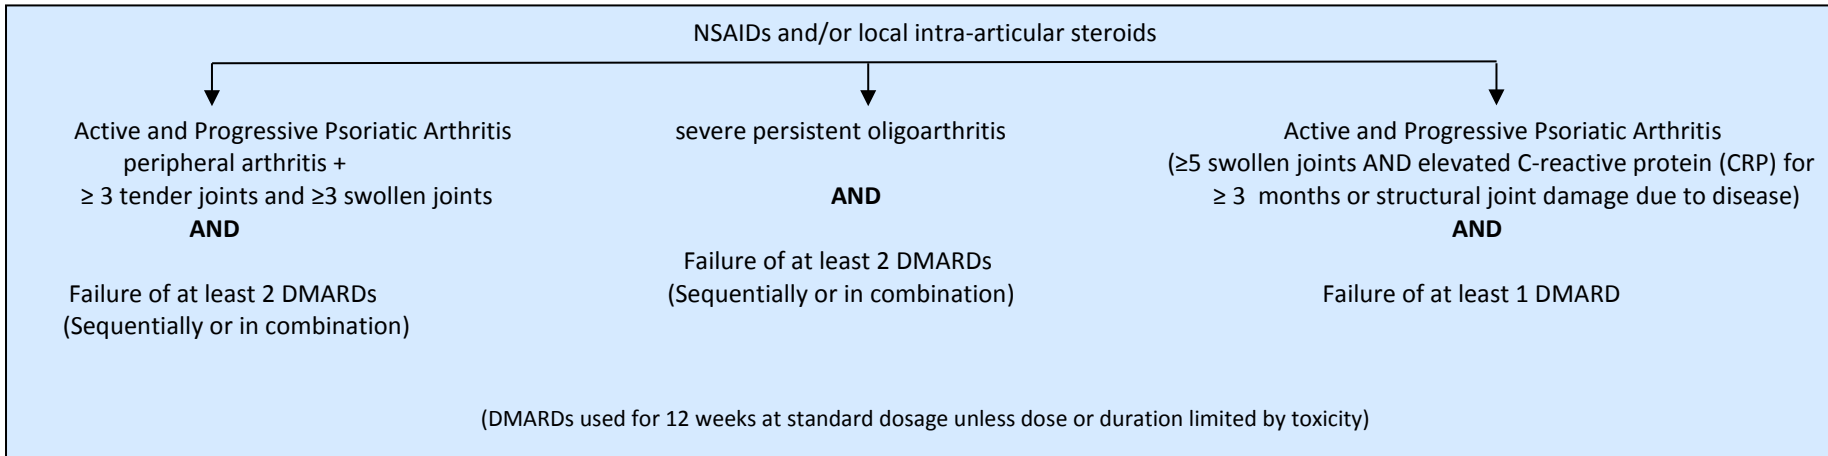 NSAIDs and/or local intra-articular steroids
Active and Progressive Psoriatic Arthritis
peripheral arthritis +
≥ 3 tender joints and ≥3 swollen joints
AND
Failure of at least 2 DMARDs
(Sequentially or in combination)
severe persistent oligoarthritis
AND
Failure of at least 2 DMARDs
(Sequentially or in combination)
Active and Progressive Psoriatic Arthritis
(≥5 swollen joints AND elevated C-reactive protein (CRP) for
≥ 3 months or structural joint damage due to disease)
AND
Failure of at least 1 DMARD
(DMARDs used for 12 weeks at standard dosage unless dose or duration limited by toxicity)